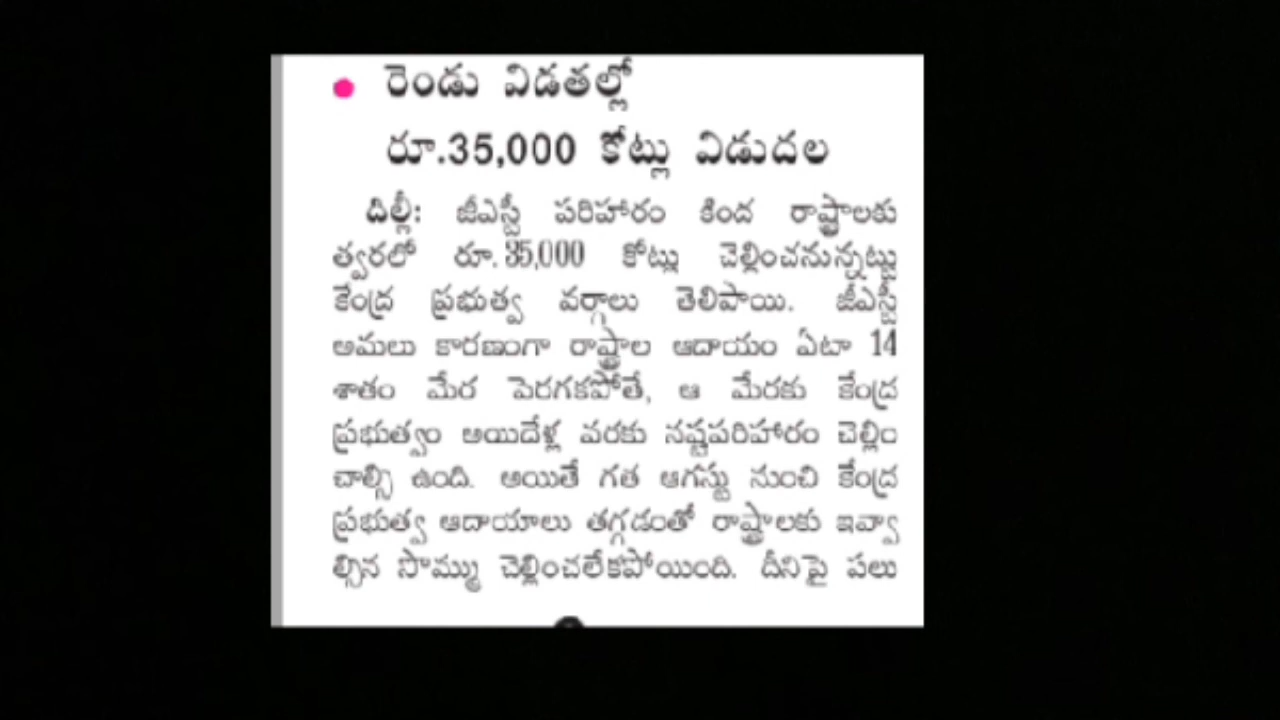 రెండు విడతల్లో
రూ.35,000 కోట్లు విడుదల
దిల్లీ: జీఎస్టీ పరిహారం కింద రాష్ట్రాలకు
త్వరలో రూ. 35,000 కోట్లు చెల్లించనున్నట్లు
కేంద్ర ప్రభుత్వ వర్గాలు తెలిపాయి. జీఎస్టీ
అమలు కారణంగా రాష్ట్రాల ఆదాయం ఏటా 14
శాతం మేర పెరగకపోతే, ఆ మేరకు కేంద్ర
ప్రభుత్వం అయిదేళ్ల వరకు నష్టపరిహారం చెల్లిం
చాల్సి ఉంది. అయితే గత ఆగస్టు నుంచి కేంద్ర
ప్రభుత్వ ఆదాయాలు తగ్గడంతో రాష్ట్రాలకు ఇవ్వా
ల్సిన సొమ్ము చెల్లించలేకపోయింది. దీనిపై పలు